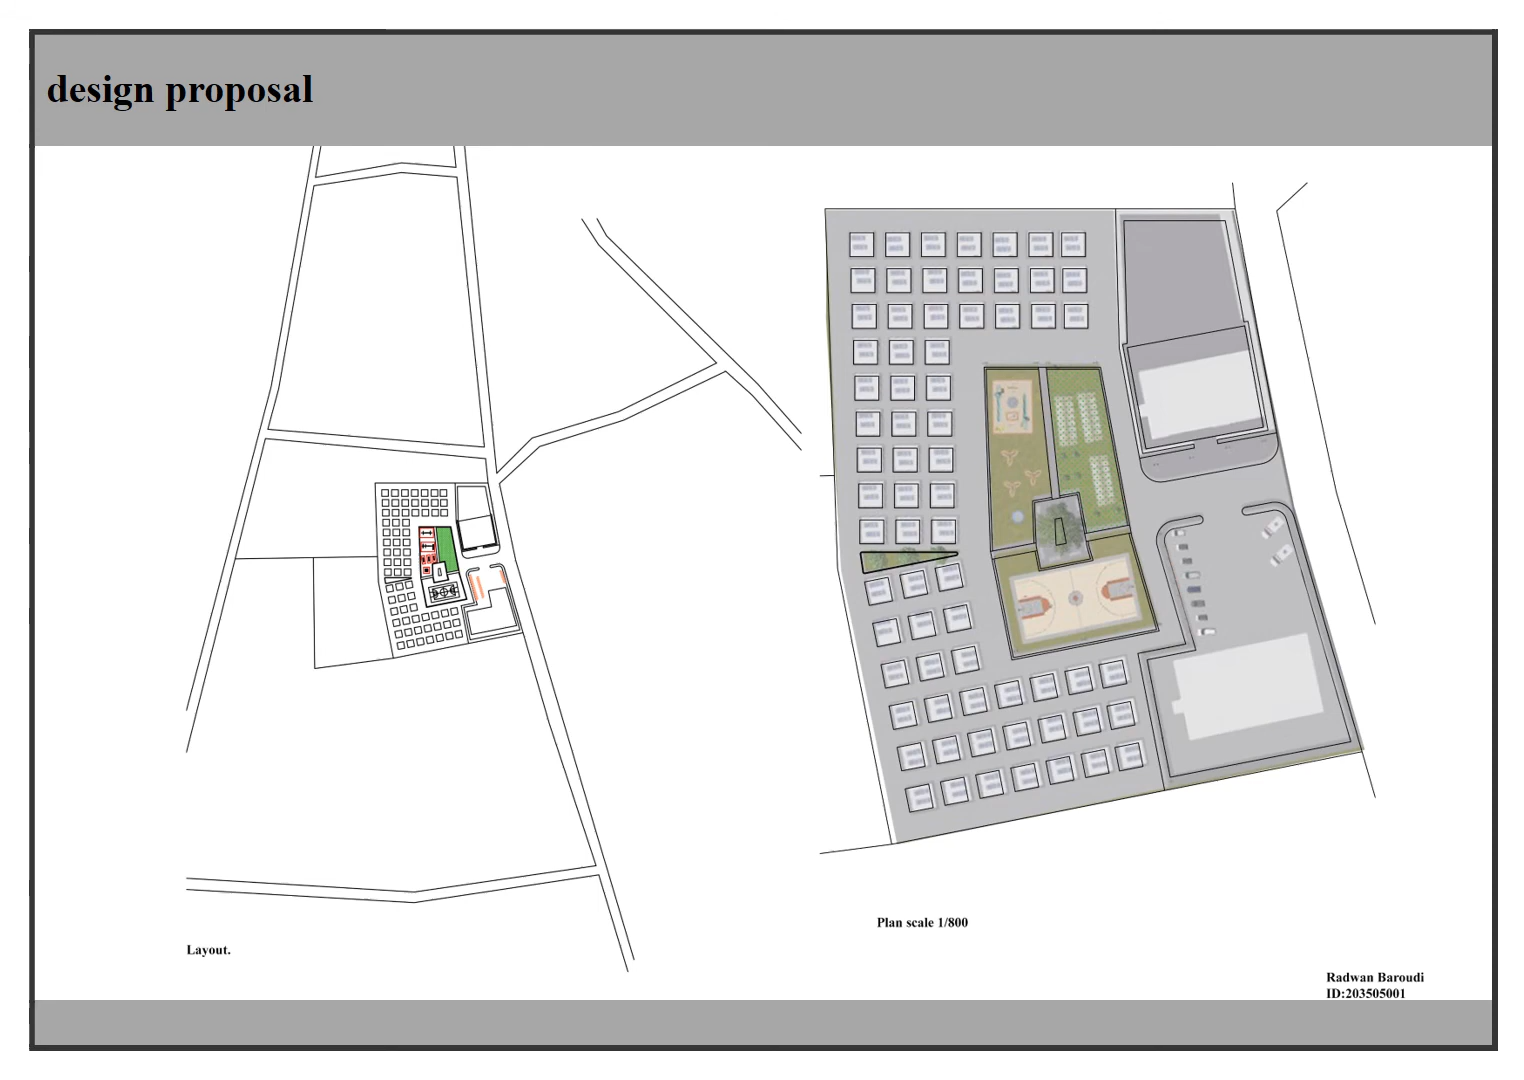 design proposal
Plan scale 1/800
Layout.
Radwan Baroudi
ID:203505001